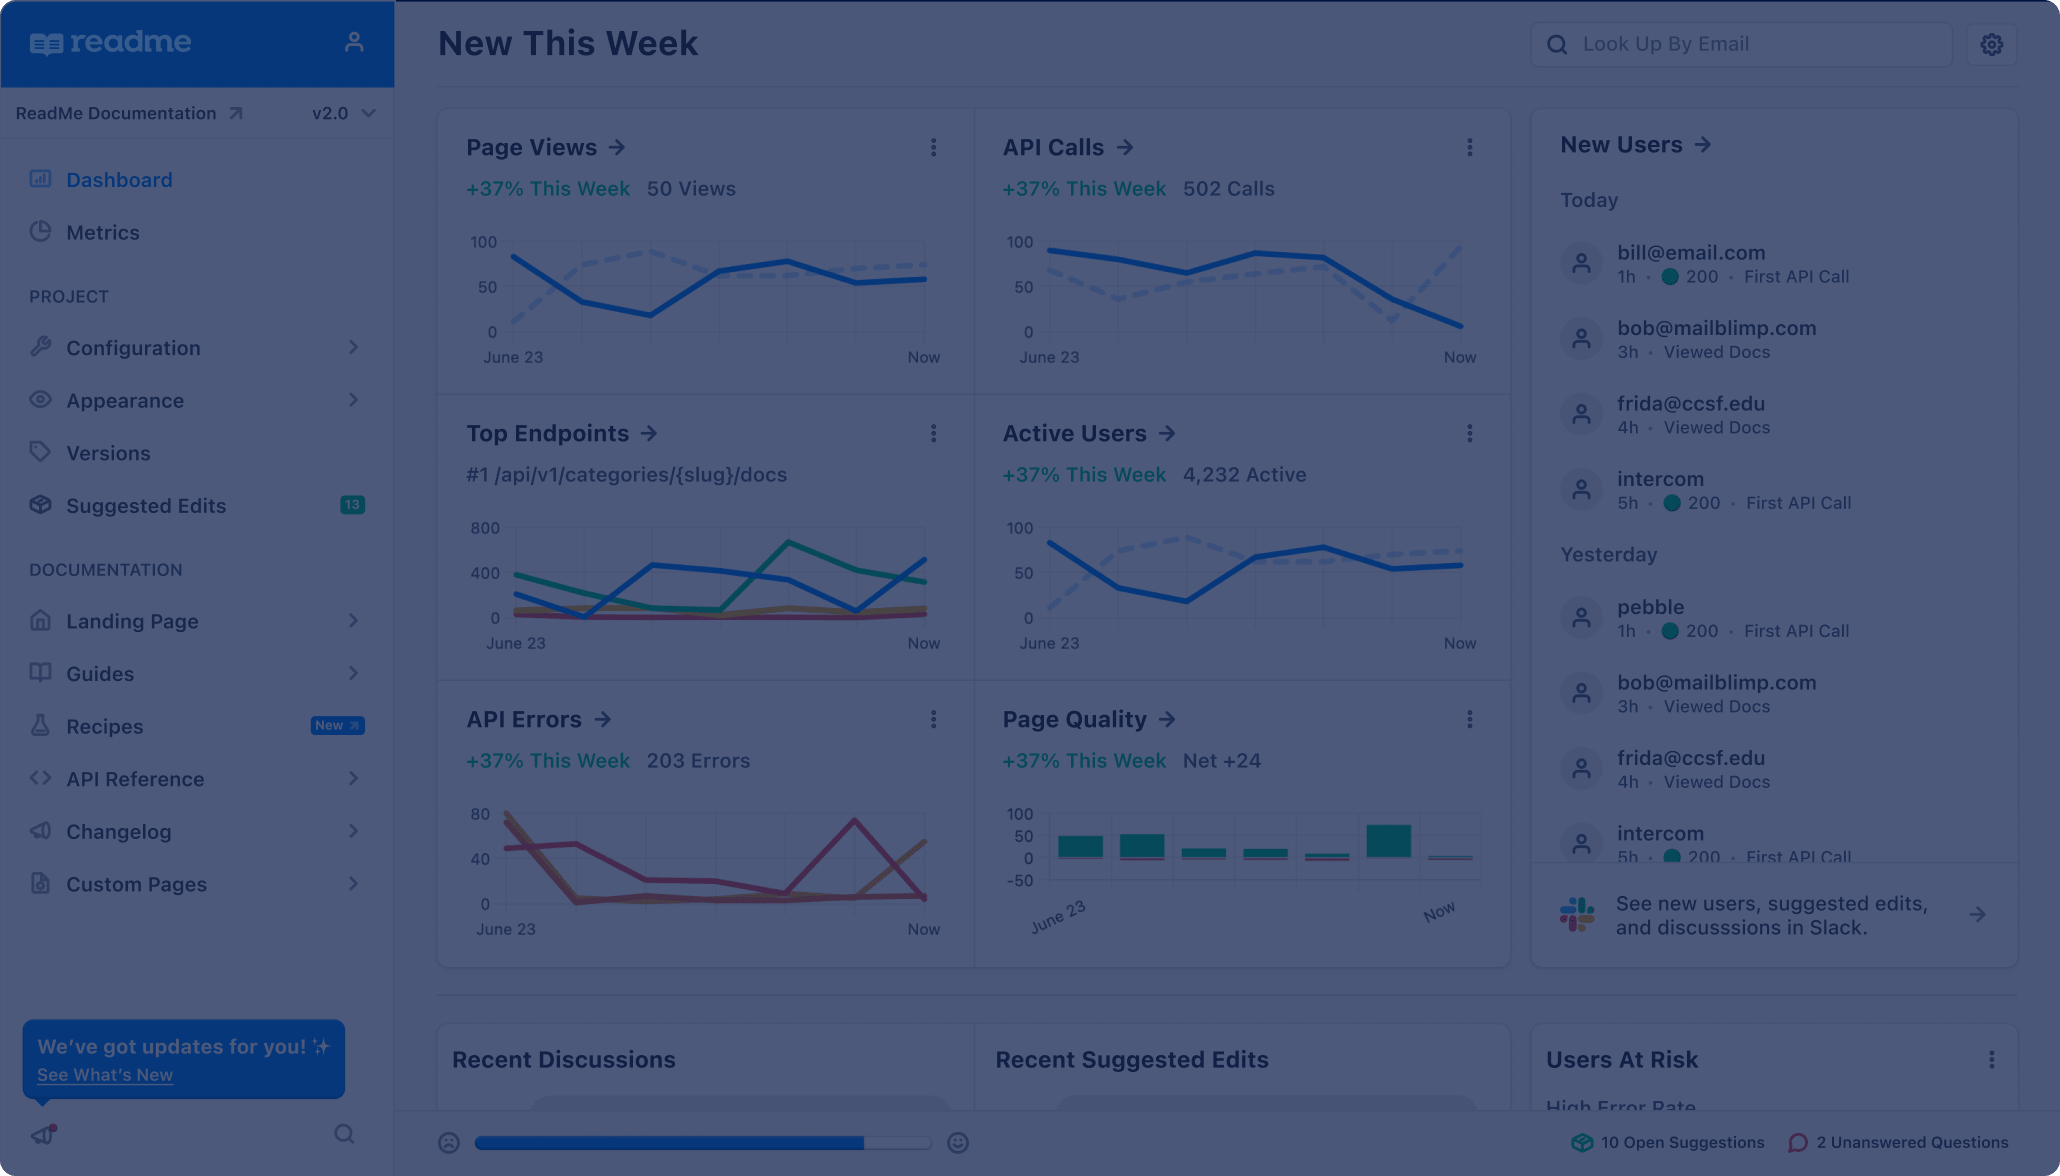 readme
New This Week
Look Up By Email
ReadMe Documentation
v2.0
Dashboard
Metrics
PROJECT
Configuration
Appearance
Versions
Suggested Edits
13
DOCUMENTATION
Landing Page
Guides
Recipes
New
API Reference
Changelog
Custom Pages
We've got updates for you!
See What's New
Page Views
+37% This Week 50 Views
100
50
0
June 23
Now
API Calls
+37% This Week 502 Calls
100
50
0
June 23
Now
Top Endpoints
#1 /api/v1/categories/{slug}/docs
800
400
0
June 23
Now
Active Users
+37% This Week 4,232 Active
100
50
0
June 23
Now
API Errors
+37% This Week 203 Errors
80
40
0
June 23
Now
Page Quality
+37% This Week Net +24
100
50
0
-50
June 23
Now
New Users
Today
bill@email.com
1h · 200 · First API Call
bob@mailblimp.com
3h · Viewed Docs
frida@ccsf.edu
4h · Viewed Docs
intercom
5h · 200 · First API Call
Yesterday
pebble
1h · 200 · First API Call
bob@mailblimp.com
3h · Viewed Docs
frida@ccsf.edu
4h · Viewed Docs
intercom
5h · 200 · First API Call
See new users, suggested edits,
and discusssions in Slack.
Recent Discussions
Recent Suggested Edits
Users At Risk
High Error Rate
10 Open Suggestions
2 Unanswered Questions